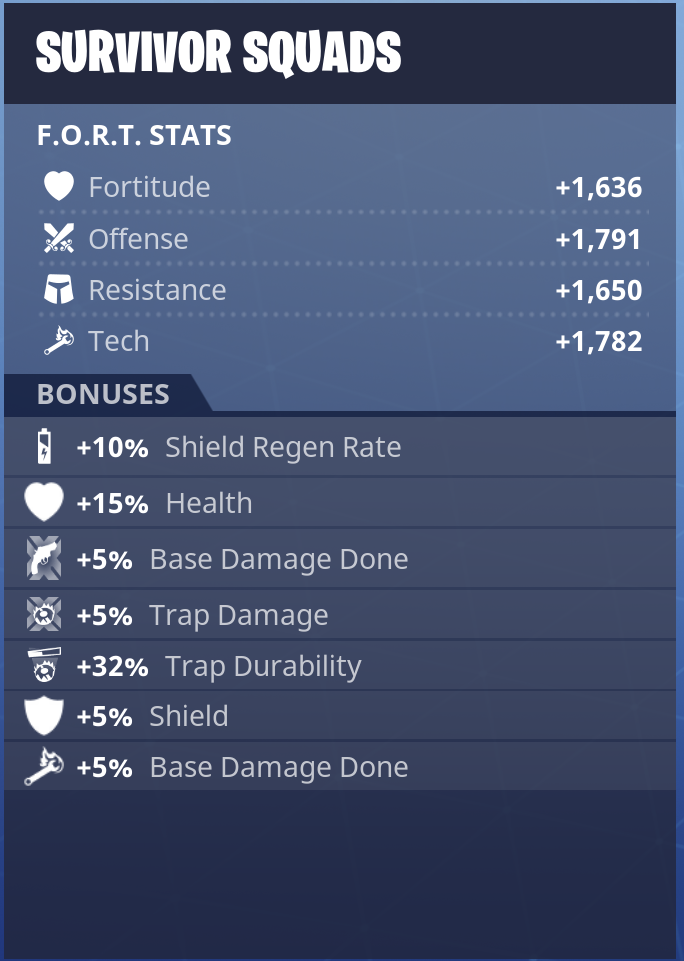 SURVIVOR SQUADS
F.O.R.T. STATS
Fortitude +1,636
Offense +1,791
Resistance +1,650
Tech +1,782
BONUSES
+10% Shield Regen Rate
+15% Health
+5% Base Damage Done
+5% Trap Damage
+32% Trap Durability
+5% Shield
+5% Base Damage Done